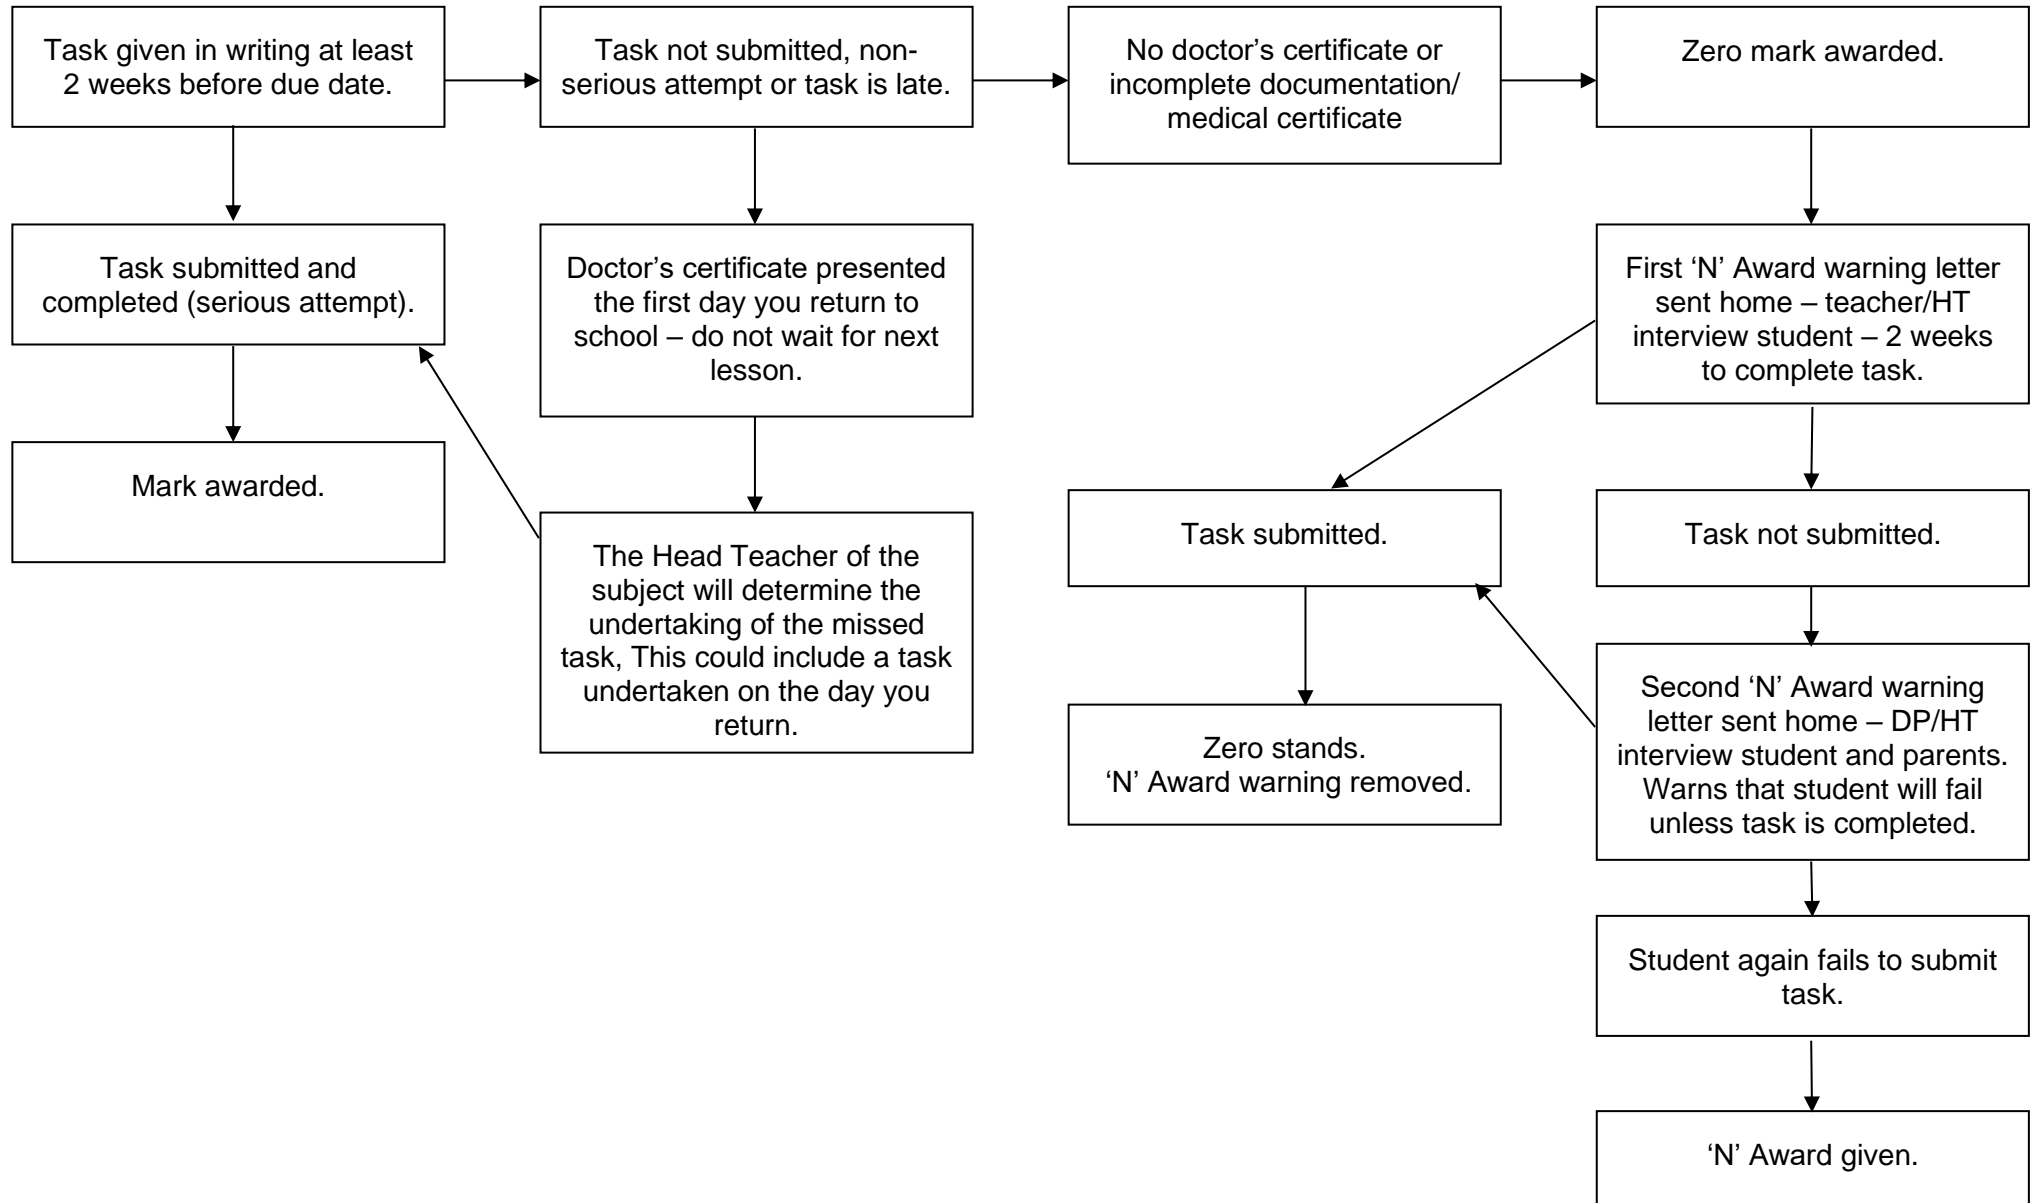 Task given in writing at least
2 weeks before due date.
Task not submitted, non-
serious attempt or task is late.
No doctor’s certificate or
incomplete documentation/
medical certificate
Zero mark awarded.
Task submitted and
completed (serious attempt).
Doctor’s certificate presented
the first day you return to
school – do not wait for next
lesson.
First ‘N’ Award warning letter
sent home – teacher/HT
interview student – 2 weeks
to complete task.
Mark awarded.
The Head Teacher of the
subject will determine the
undertaking of the missed
task, This could include a task
undertaken on the day you
return.
Task submitted.
Task not submitted.
Zero stands.
‘N’ Award warning removed.
Second ‘N’ Award warning
letter sent home – DP/HT
interview student and parents.
Warns that student will fail
unless task is completed.
Student again fails to submit
task.
‘N’ Award given.